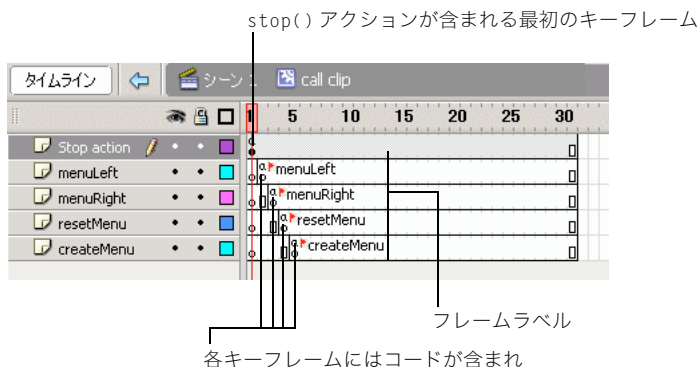 stop() アクションが含まれる最初のキーフレーム
タイムライン シーン 1 call clip
1 5 10 15 20 25 30
Stop action
menuLeft a menuLeft
menuRight a menuRight
resetMenu a resetMenu
createMenu a createMenu
フレームラベル
各キーフレームにはコードが含まれ